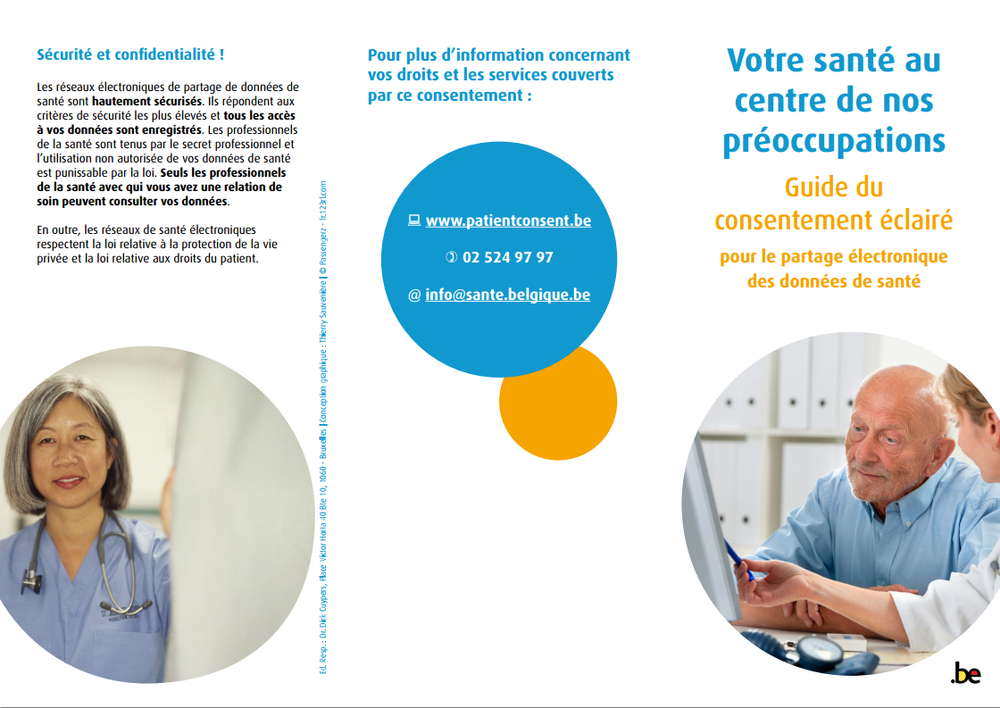 Sécurité et confidentialité !
Les réseaux électroniques de partage de données de
santé sont hautement sécurisés. Ils répondent aux
critères de sécurité les plus élevés et tous les accès
à vos données sont enregistrés. Les professionnels
de la santé sont tenus par le secret professionnel et
l’utilisation non autorisée de vos données de santé
est punissable par la loi. Seuls les professionnels
de la santé avec qui vous avez une relation de
soin peuvent consulter vos données.
En outre, les réseaux de santé électroniques
respectent la loi relative à la protection de la vie
privée et la loi relative aux droits du patient.
Ed. Resp. : Dr. Dirk Cuypers, Place Victor Horta 40 Bte 10, 1060 - Bruxelles | Conception graphique : Thierry Sauvenière | © Passengerz - fr.123rf.com
Pour plus d’information concernant
vos droits et les services couverts
par ce consentement :
www.patientconsent.be
02 524 97 97
@ info@sante.belgique.be
Votre santé au
centre de nos
préoccupations
Guide du
consentement éclairé
pour le partage électronique
des données de santé
.be